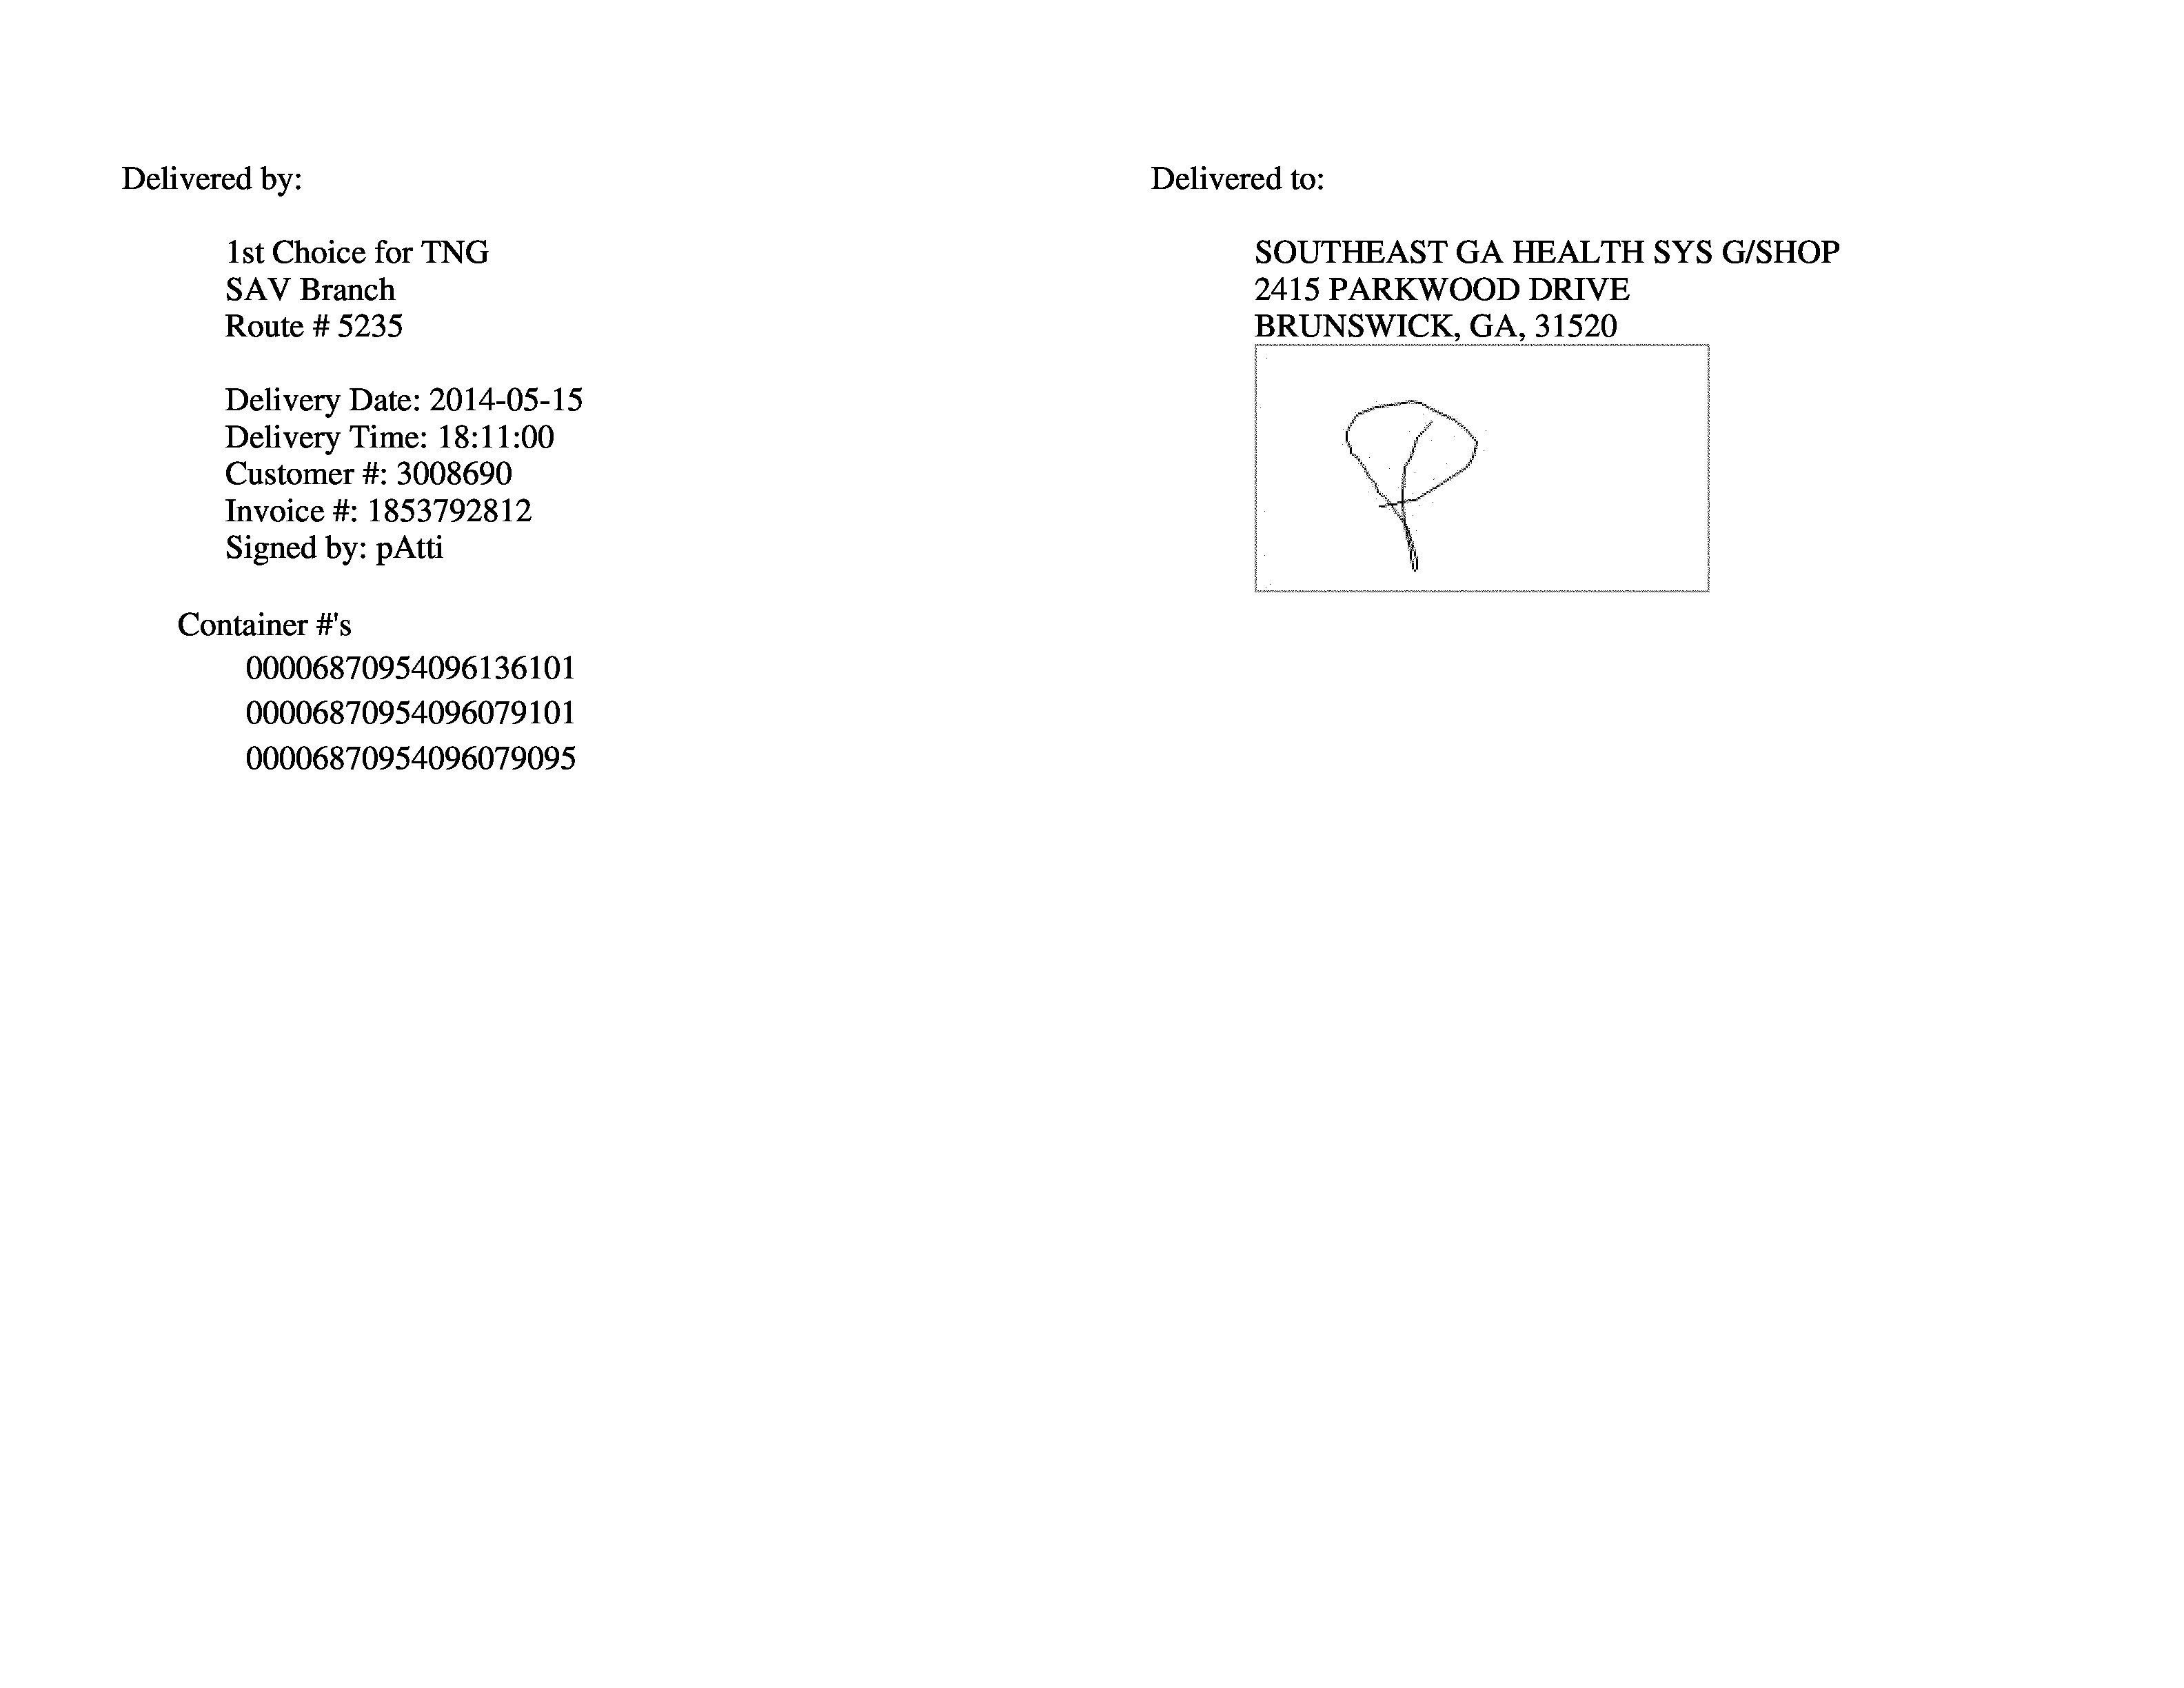 Delivered by:
1st Choice for TNG
SAV Branch
Route # 5235
Delivery Date: 2014-05-15
Delivery Time: 18:11:00
Customer #: 3008690
Invoice #: 1853792812
Signed by: pAtti
Container #'s
00006870954096136101
00006870954096079101
00006870954096079095
Delivered to:
SOUTHEAST GA HEALTH SYS G/SHOP
2415 PARKWOOD DRIVE
BRUNSWICK, GA, 31520